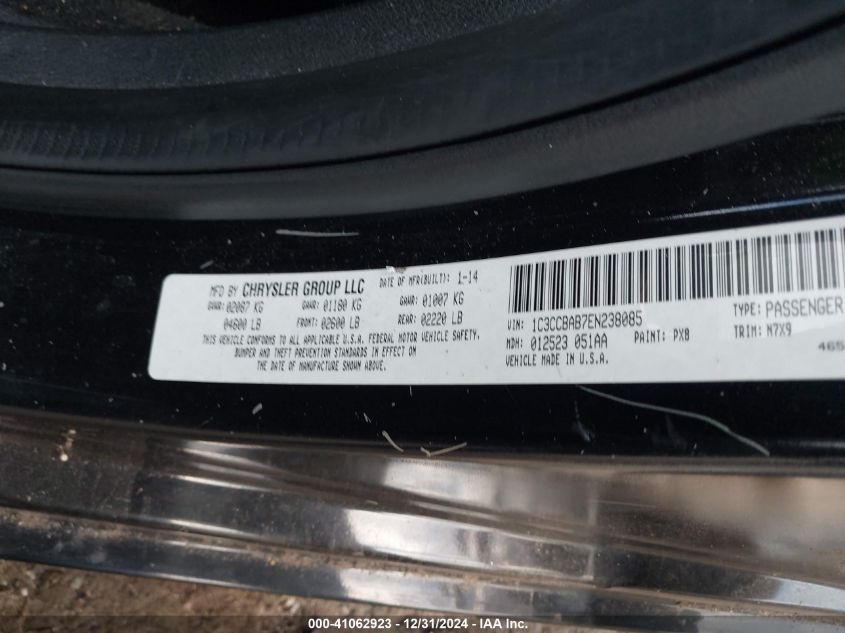 MFD BY CHRYSLER GROUP LLC DATE OF MFR(BUILT): 1-14
GAWR: 02087 KG GAWR: 01180 KG GAWR: 01007 KG
04600 LB FRONT: 02600 LB REAR: 02220 LB
THIS VEHICLE CONFORMS TO ALL APPLICABLE U.S.A. FEDERAL MOTOR VEHICLE SAFETY,
BUMPER AND THEFT PREVENTION STANDARDS IN EFFECT ON
THE DATE OF MANUFACTURE SHOWN ABOVE.
VIN: 1C3CCBAB7EN238085 TYPE: PASSENGER
MDH: 012523 051AA PAINT: PX8 TRIM: N7X9
VEHICLE MADE IN U.S.A. 465
000-41062923 - 12/31/2024 - IAA Inc.